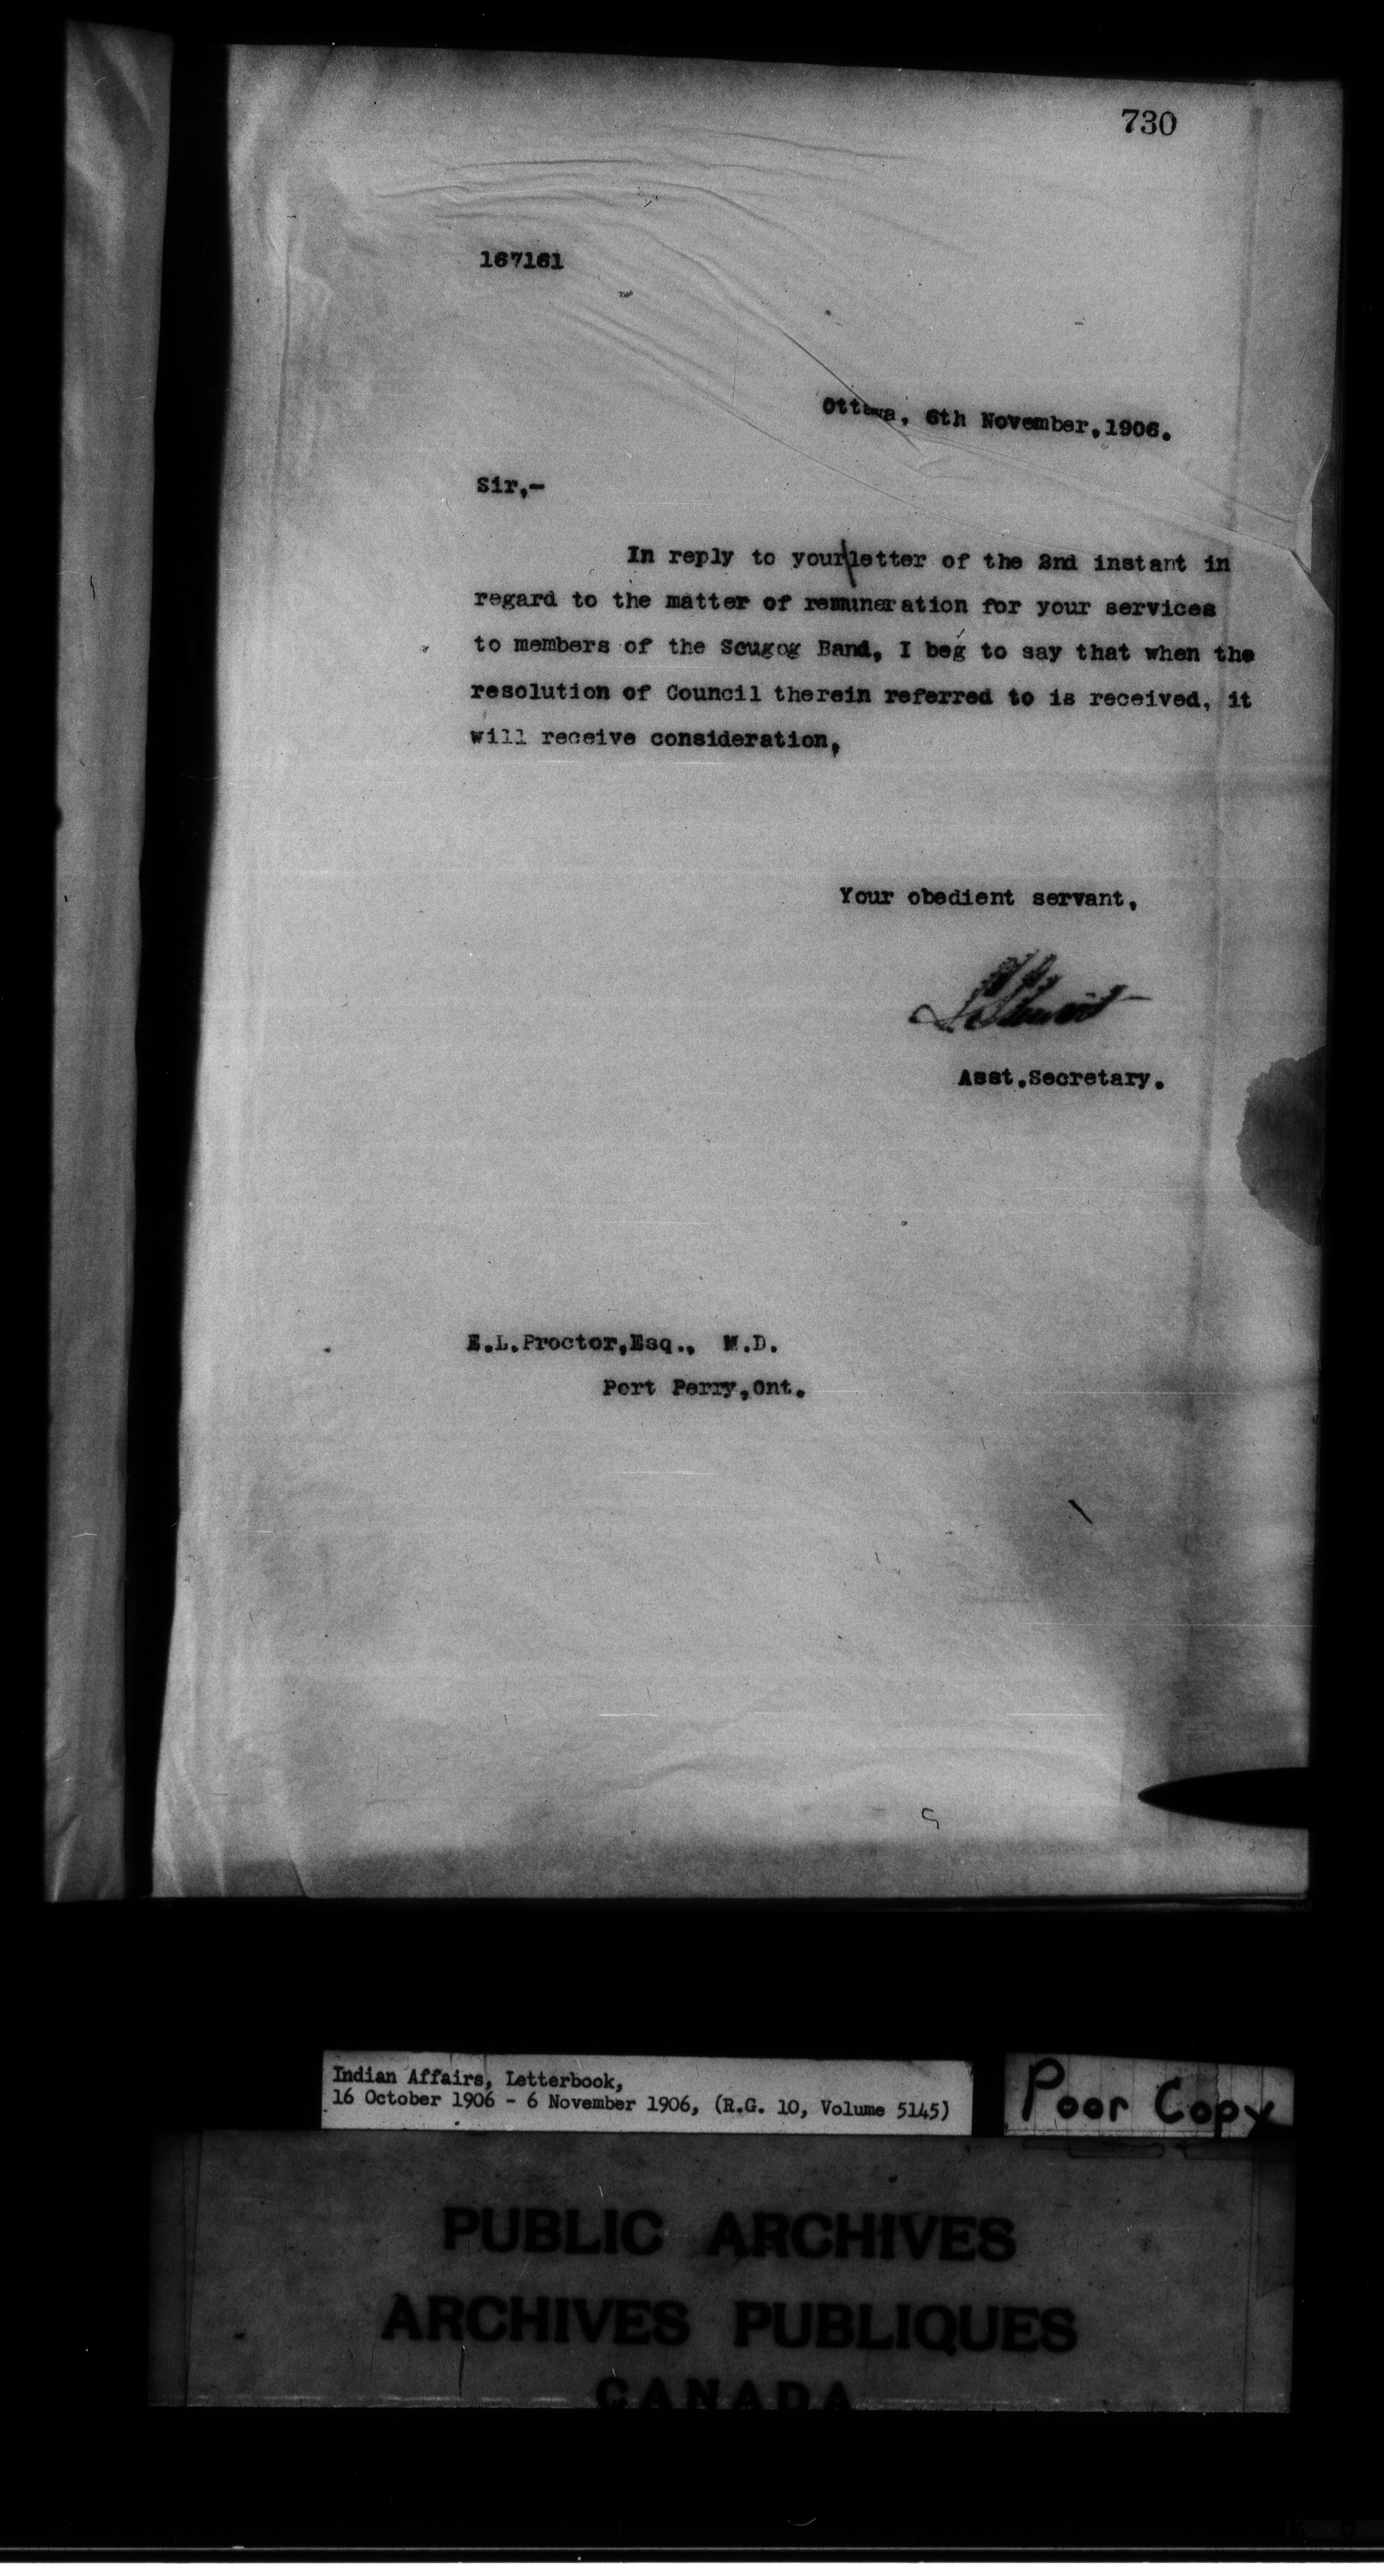 730
167161
Ottawa, 6th November,1906.
Sir,-
In reply to your letter of the 2nd instant in
regard to the matter of remuneration for your services
to members of the Scugog Band, I beg to say that when the
resolution of Council therein referred to is received, it
will receive consideration,
Your obedient servant,
Asst.Secretary.
E.L.Proctor,Esq., M.D.
Port Perry,Ont.
Indian Affairs, Letterbook,
16 October 1906 - 6 November 1906, (R.G. 10, Volume 5145)
Poor Copy
PUBLIC ARCHIVES
ARCHIVES PUBLIQUES
CANADA